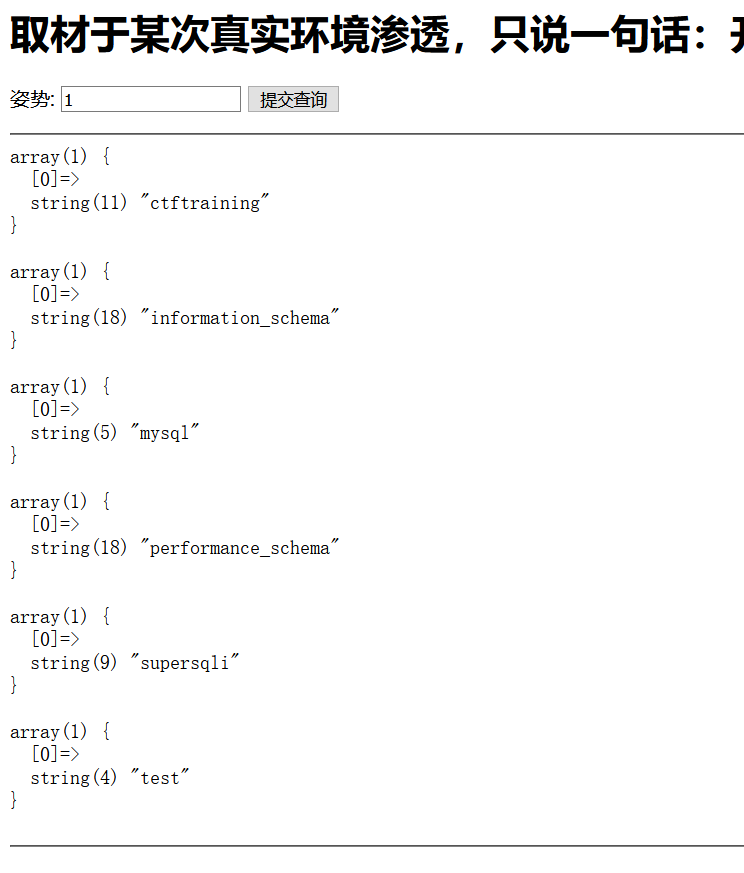 取材于某次真实环境渗透，只说一句话：
姿势: 1 提交查询
array(1) {
  [0]=>
  string(11) "ctftraining"
}
array(1) {
  [0]=>
  string(18) "information_schema"
}
array(1) {
  [0]=>
  string(5) "mysql"
}
array(1) {
  [0]=>
  string(18) "performance_schema"
}
array(1) {
  [0]=>
  string(9) "supersqli"
}
array(1) {
  [0]=>
  string(4) "test"
}